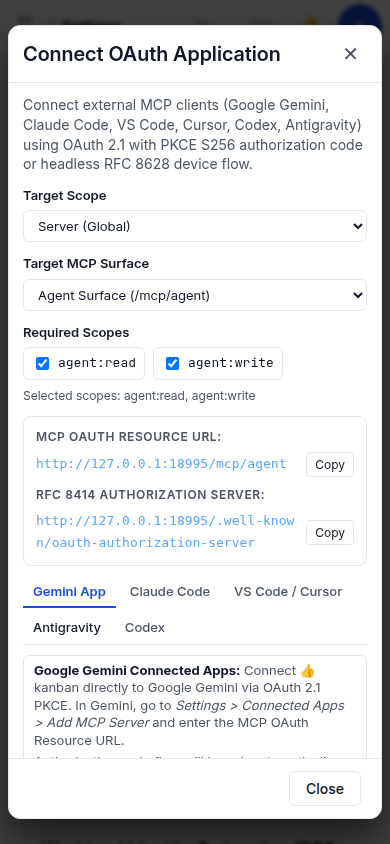 Connect OAuth Application
Connect external MCP clients (Google Gemini,
Claude Code, VS Code, Cursor, Codex, Antigravity)
using OAuth 2.1 with PKCE S256 authorization code
or headless RFC 8628 device flow.
Target Scope
Server (Global)
Target MCP Surface
Agent Surface (/mcp/agent)
Required Scopes
agent:read agent:write
Selected scopes: agent:read, agent:write
MCP OAUTH RESOURCE URL:
http://127.0.0.1:18995/mcp/agent Copy
RFC 8414 AUTHORIZATION SERVER:
http://127.0.0.1:18995/.well-know
n/oauth-authorization-server
Copy
Gemini App Claude Code VS Code / Cursor
Antigravity Codex
Google Gemini Connected Apps: Connect 👍
kanban directly to Google Gemini via OAuth 2.1
PKCE. In Gemini, go to Settings > Connected Apps
> Add MCP Server and enter the MCP OAuth
Resource URL.
Close